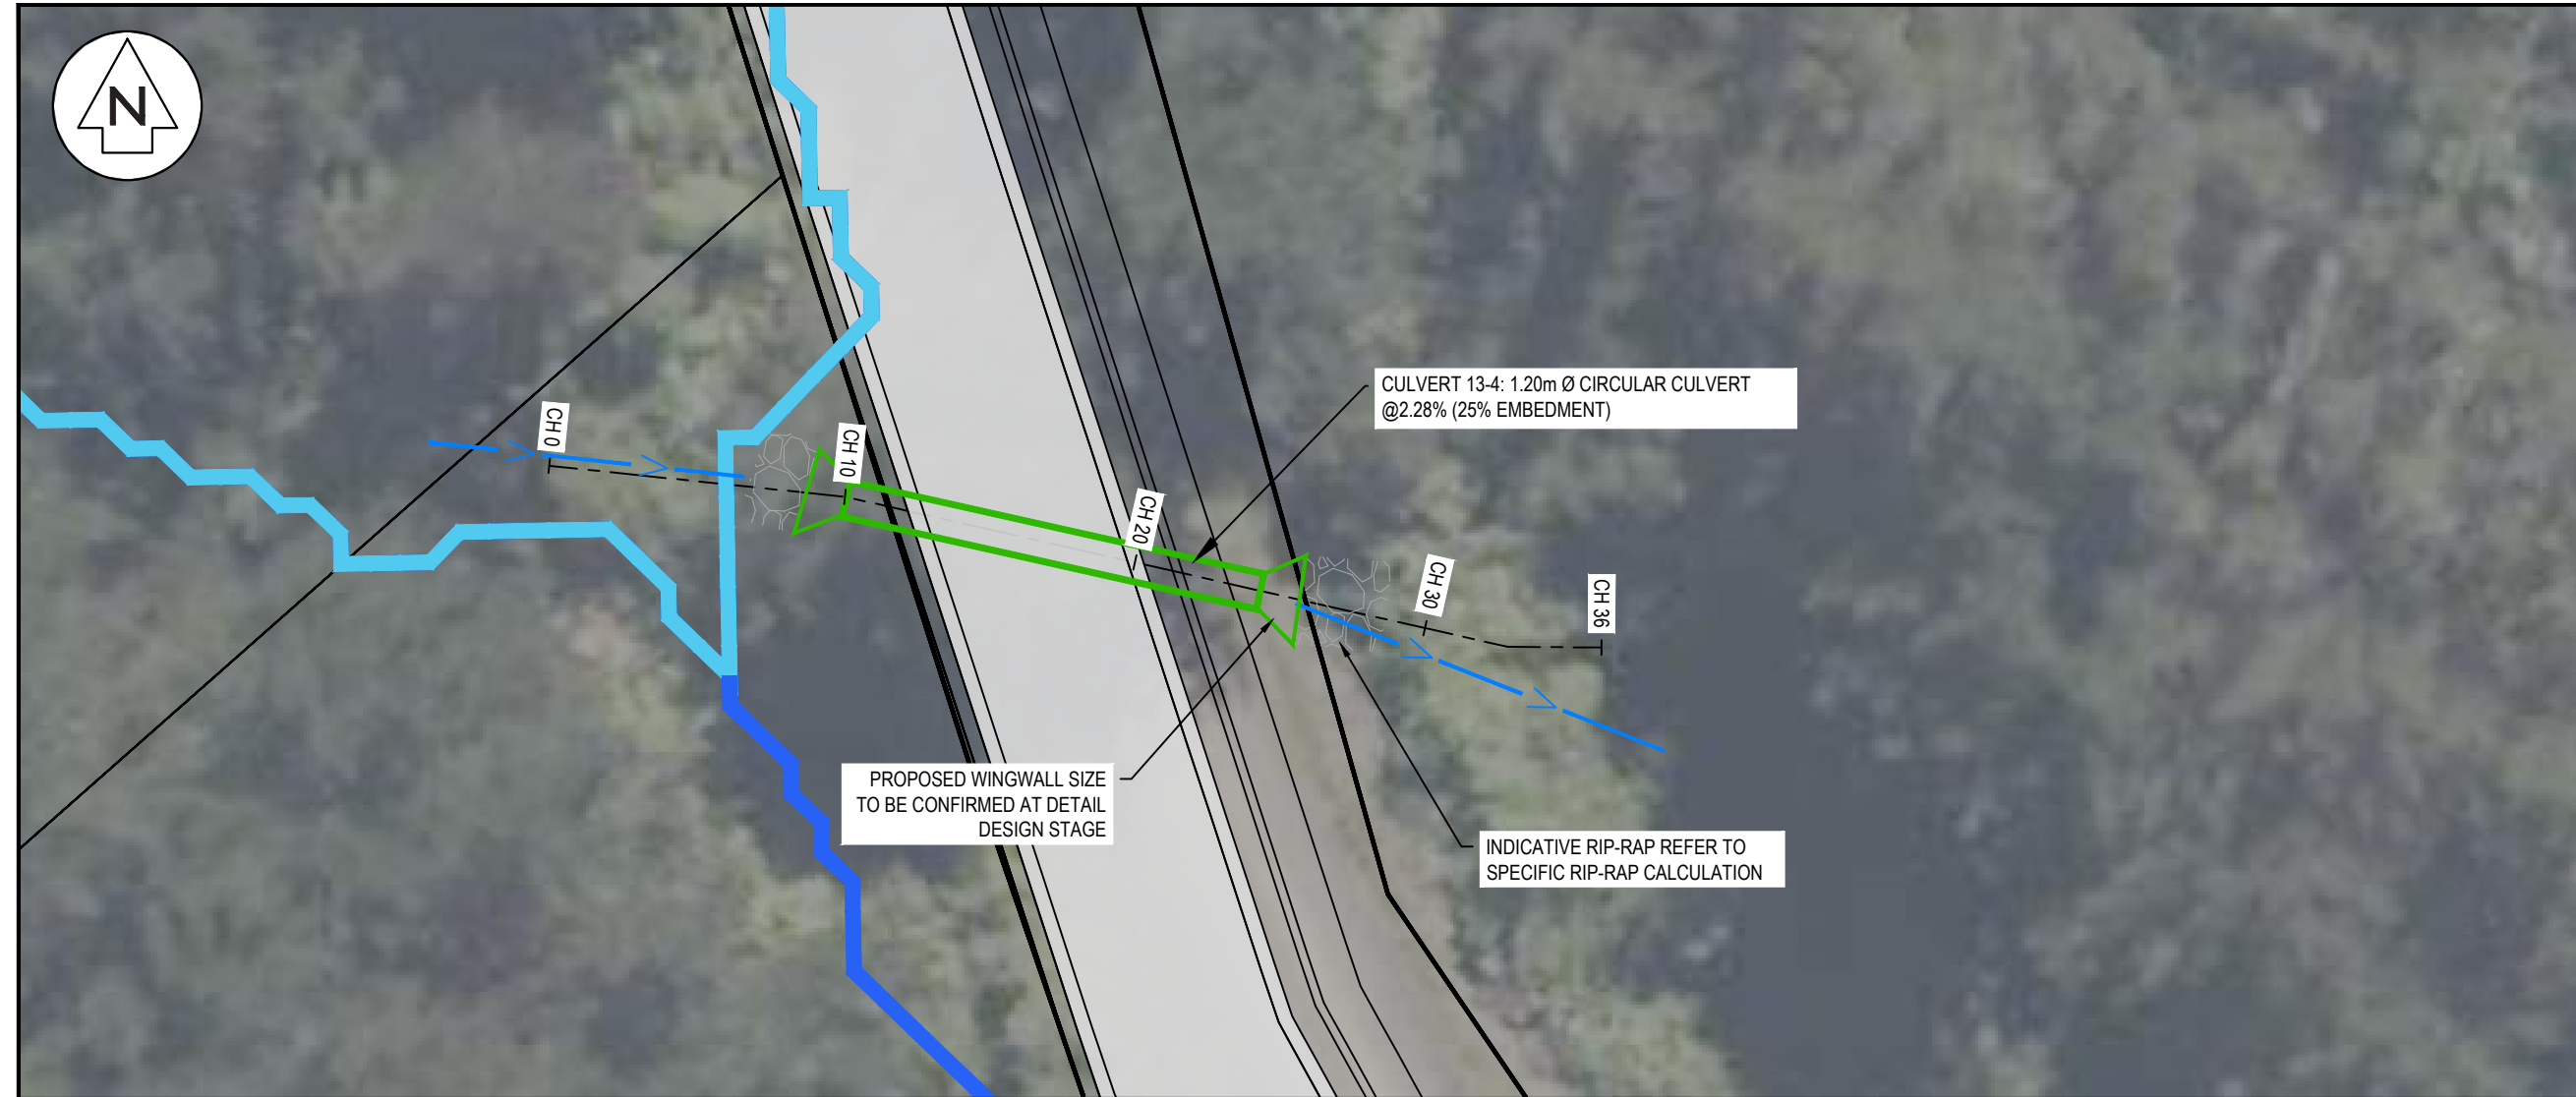 N
CULVERT 13-4: 1.20m Ø CIRCULAR CULVERT
@2.28% (25% EMBEDMENT)
CH 0
CH 10
CH 20
CH 30
CH 36
PROPOSED WINGWALL SIZE
TO BE CONFIRMED AT DETAIL
DESIGN STAGE
INDICATIVE RIP-RAP REFER TO
SPECIFIC RIP-RAP CALCULATION